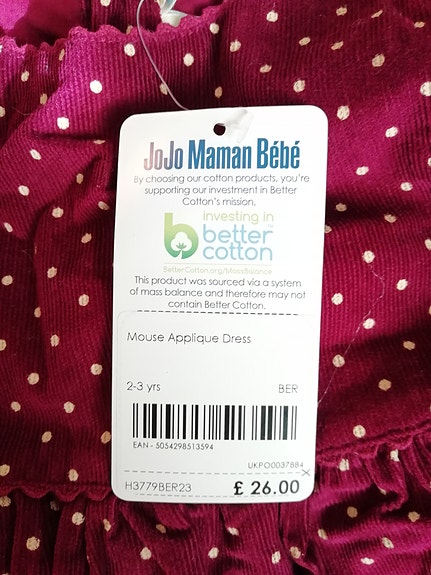 JoJo Maman Bébé
By choosing our cotton products, you're
supporting our investment in Better
Cotton's mission.
investing in
better
cotton™
BetterCotton.org/MassBalance
This product was sourced via a system
of mass balance and therefore may not
contain Better Cotton.
Mouse Applique Dress
2-3 yrs BER
EAN - 5054298513594
UKPO0037884
H3779BER23 £ 26.00